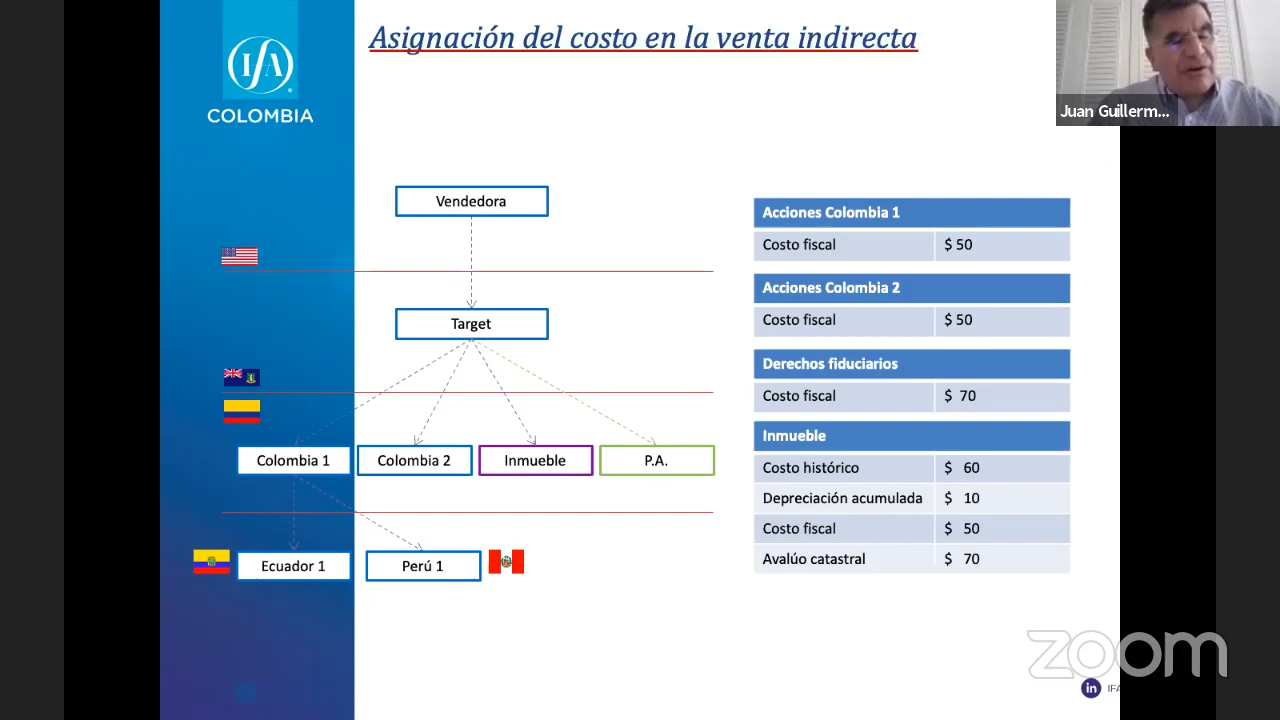 Asignación del costo en la venta indirecta
IFA
COLOMBIA
Juan Guillerm...
Vendedora
Target
Colombia 1
Colombia 2
Inmueble
P.A.
Ecuador 1
Perú 1
Acciones Colombia 1
Costo fiscal $ 50
Acciones Colombia 2
Costo fiscal $ 50
Derechos fiduciarios
Costo fiscal $ 70
Inmueble
Costo histórico $ 60
Depreciación acumulada $ 10
Costo fiscal $ 50
Avalúo catastral $ 70
zoom
in IFA